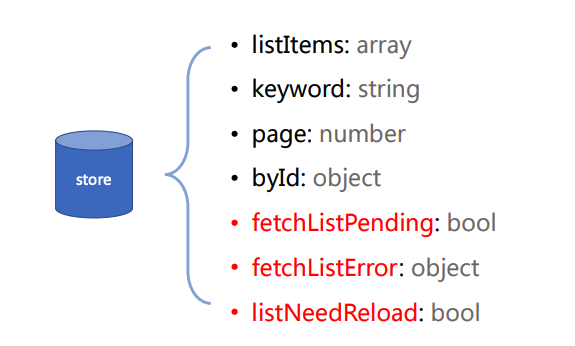 store
• listItems: array
• keyword: string
• page: number
• byId: object
• fetchListPending: bool
• fetchListError: object
• listNeedReload: bool